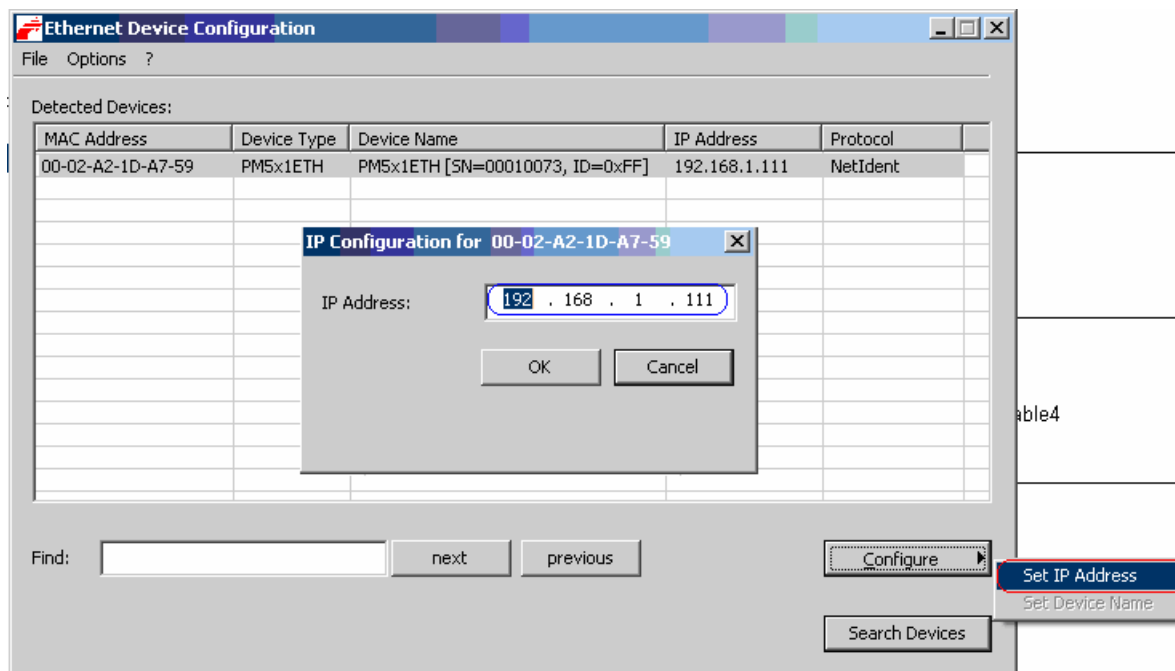 Ethernet Device Configuration
File Options ?
Detected Devices:
MAC Address Device Type Device Name IP Address Protocol
00-02-A2-1D-A7-59 PM5x1ETH PM5x1ETH [SN=00010073, ID=0xFF] 192.168.1.111 NetIdent
IP Configuration for 00-02-A2-1D-A7-59
IP Address: 192 . 168 . 1 . 111
OK Cancel
able4
Find: next previous Configure
Set IP Address
Set Device Name
Search Devices